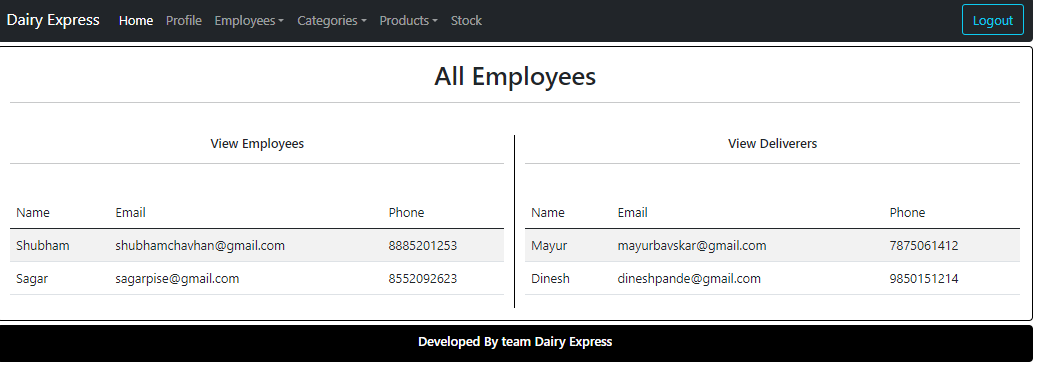 Dairy Express Home Profile Employees Categories Products Stock Logout
All Employees
View Employees
Name Email Phone
Shubham shubhamchavhan@gmail.com 8885201253
Sagar sagarpise@gmail.com 8552092623
View Deliverers
Name Email Phone
Mayur mayurbavskar@gmail.com 7875061412
Dinesh dineshpande@gmail.com 9850151214
Developed By team Dairy Express